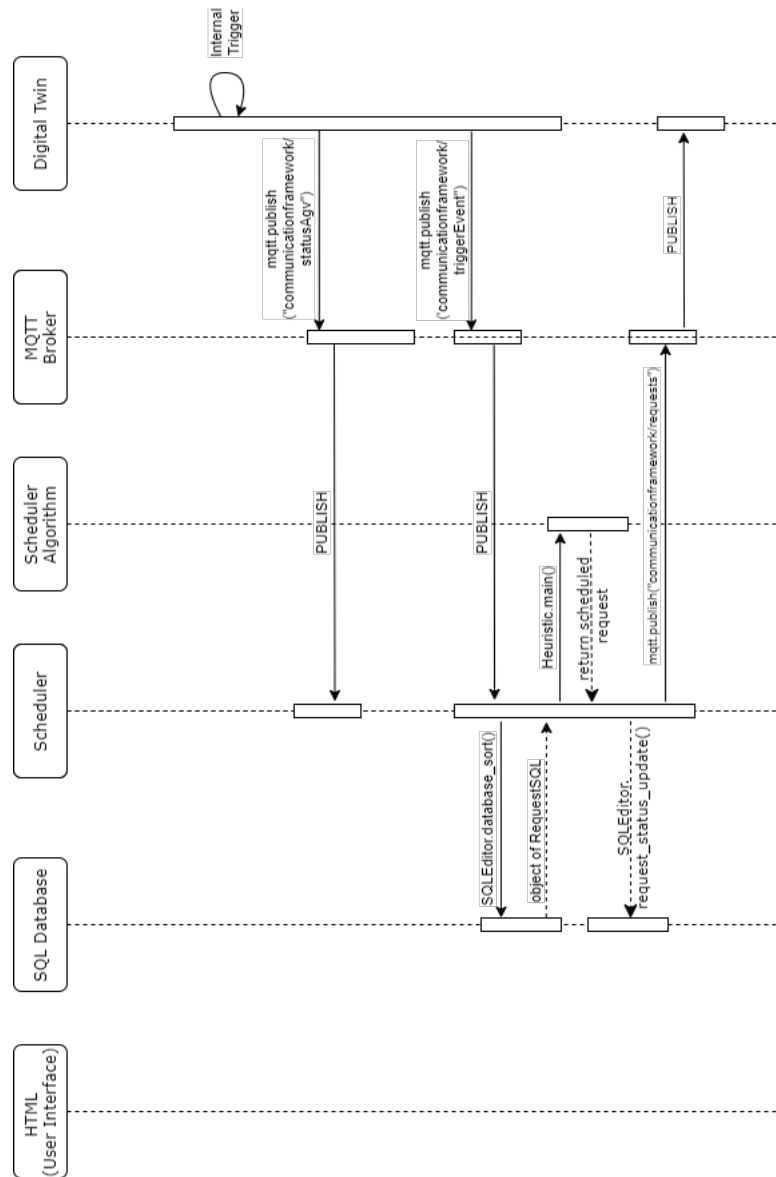 HTML
(User Interface)
SQL Database
Scheduler
Scheduler
Algorithm
MQTT
Broker
Digital Twin
Internal
Trigger
mqtt.publish
("communicationframework/
statusAgv")
PUBLISH
mqtt.publish
('communicationframework/
triggerEvent")
PUBLISH
SQLEditor.database_sort()
object of RequestSQL
Heuristic.main()
return scheduled
request
SQLEditor.
request_status_update()
mqtt.publish("communicationframework/requests")
PUBLISH